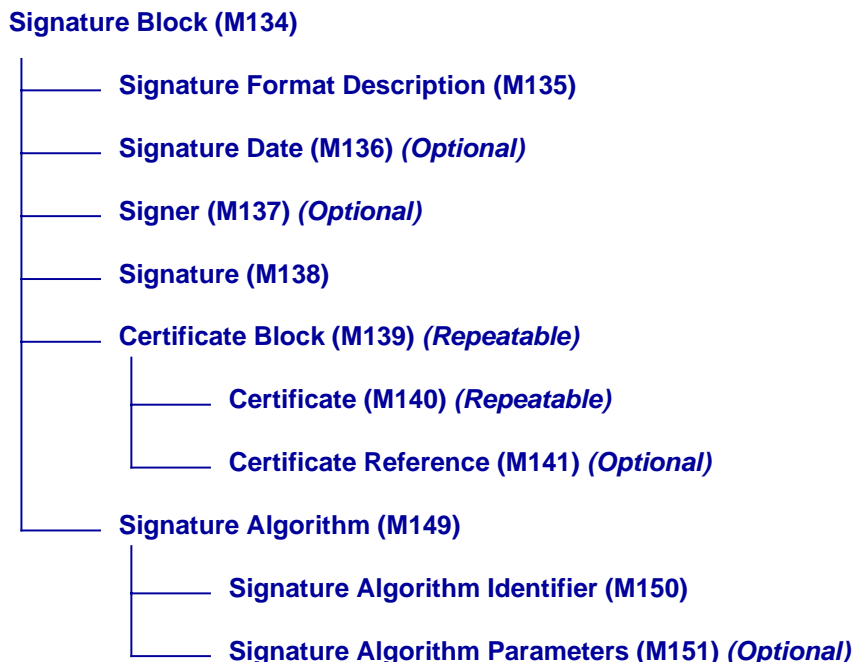 Signature Block (M134)
Signature Format Description (M135)
Signature Date (M136) (Optional)
Signer (M137) (Optional)
Signature (M138)
Certificate Block (M139) (Repeatable)
Certificate (M140) (Repeatable)
Certificate Reference (M141) (Optional)
Signature Algorithm (M149)
Signature Algorithm Identifier (M150)
Signature Algorithm Parameters (M151) (Optional)